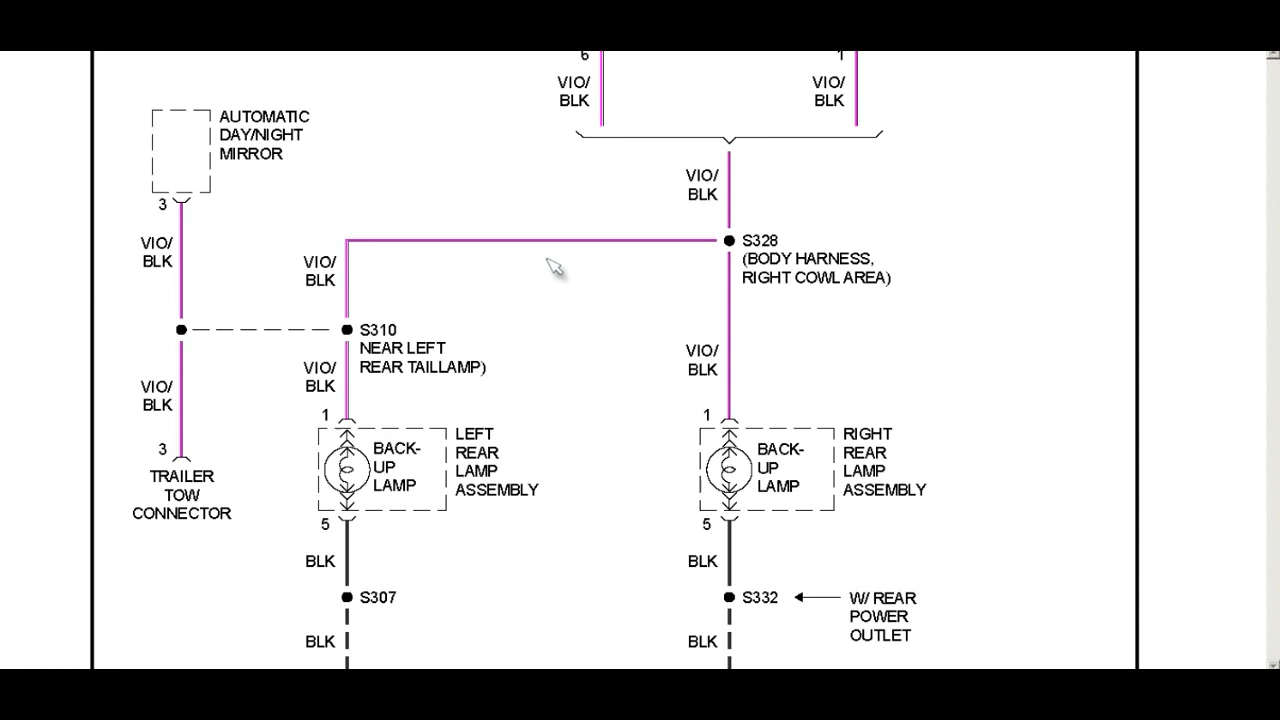 6
1
VIO/
BLK
VIO/
BLK
AUTOMATIC
DAY/NIGHT
MIRROR
3
VIO/
BLK
VIO/
BLK
VIO/
BLK
S328
(BODY HARNESS,
RIGHT COWL AREA)
S310
NEAR LEFT
REAR TAILLAMP)
VIO/
BLK
VIO/
BLK
VIO/
BLK
3
TRAILER
TOW
CONNECTOR
1
BACK-
UP
LAMP
LEFT
REAR
LAMP
ASSEMBLY
5
1
BACK-
UP
LAMP
RIGHT
REAR
LAMP
ASSEMBLY
5
BLK
BLK
S307
S332
W/ REAR
POWER
OUTLET
BLK
BLK